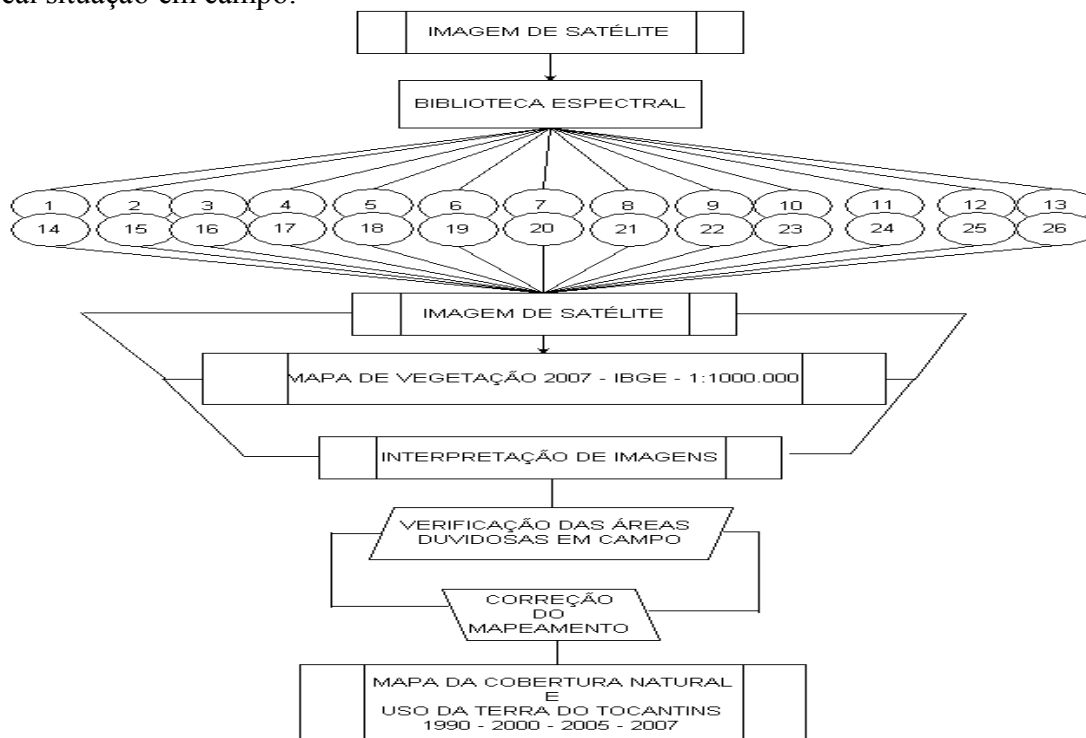 situação em campo.
IMAGEM DE SATÉLITE
BIBLIOTECA ESPECTRAL
1 2 3 4 5 6 7 8 9 10 11 12 13
14 15 16 17 18 19 20 21 22 23 24 25 26
IMAGEM DE SATÉLITE
MAPA DE VEGETAÇÃO 2007 - IBGE - 1:1000.000
INTERPRETAÇÃO DE IMAGENS
VERIFICAÇÃO DAS ÁREAS
DUVIDOSAS EM CAMPO
CORREÇÃO
DO
MAPEAMENTO
MAPA DA COBERTURA NATURAL
E
USO DA TERRA DO TOCANTINS
1990 - 2000 - 2005 - 2007